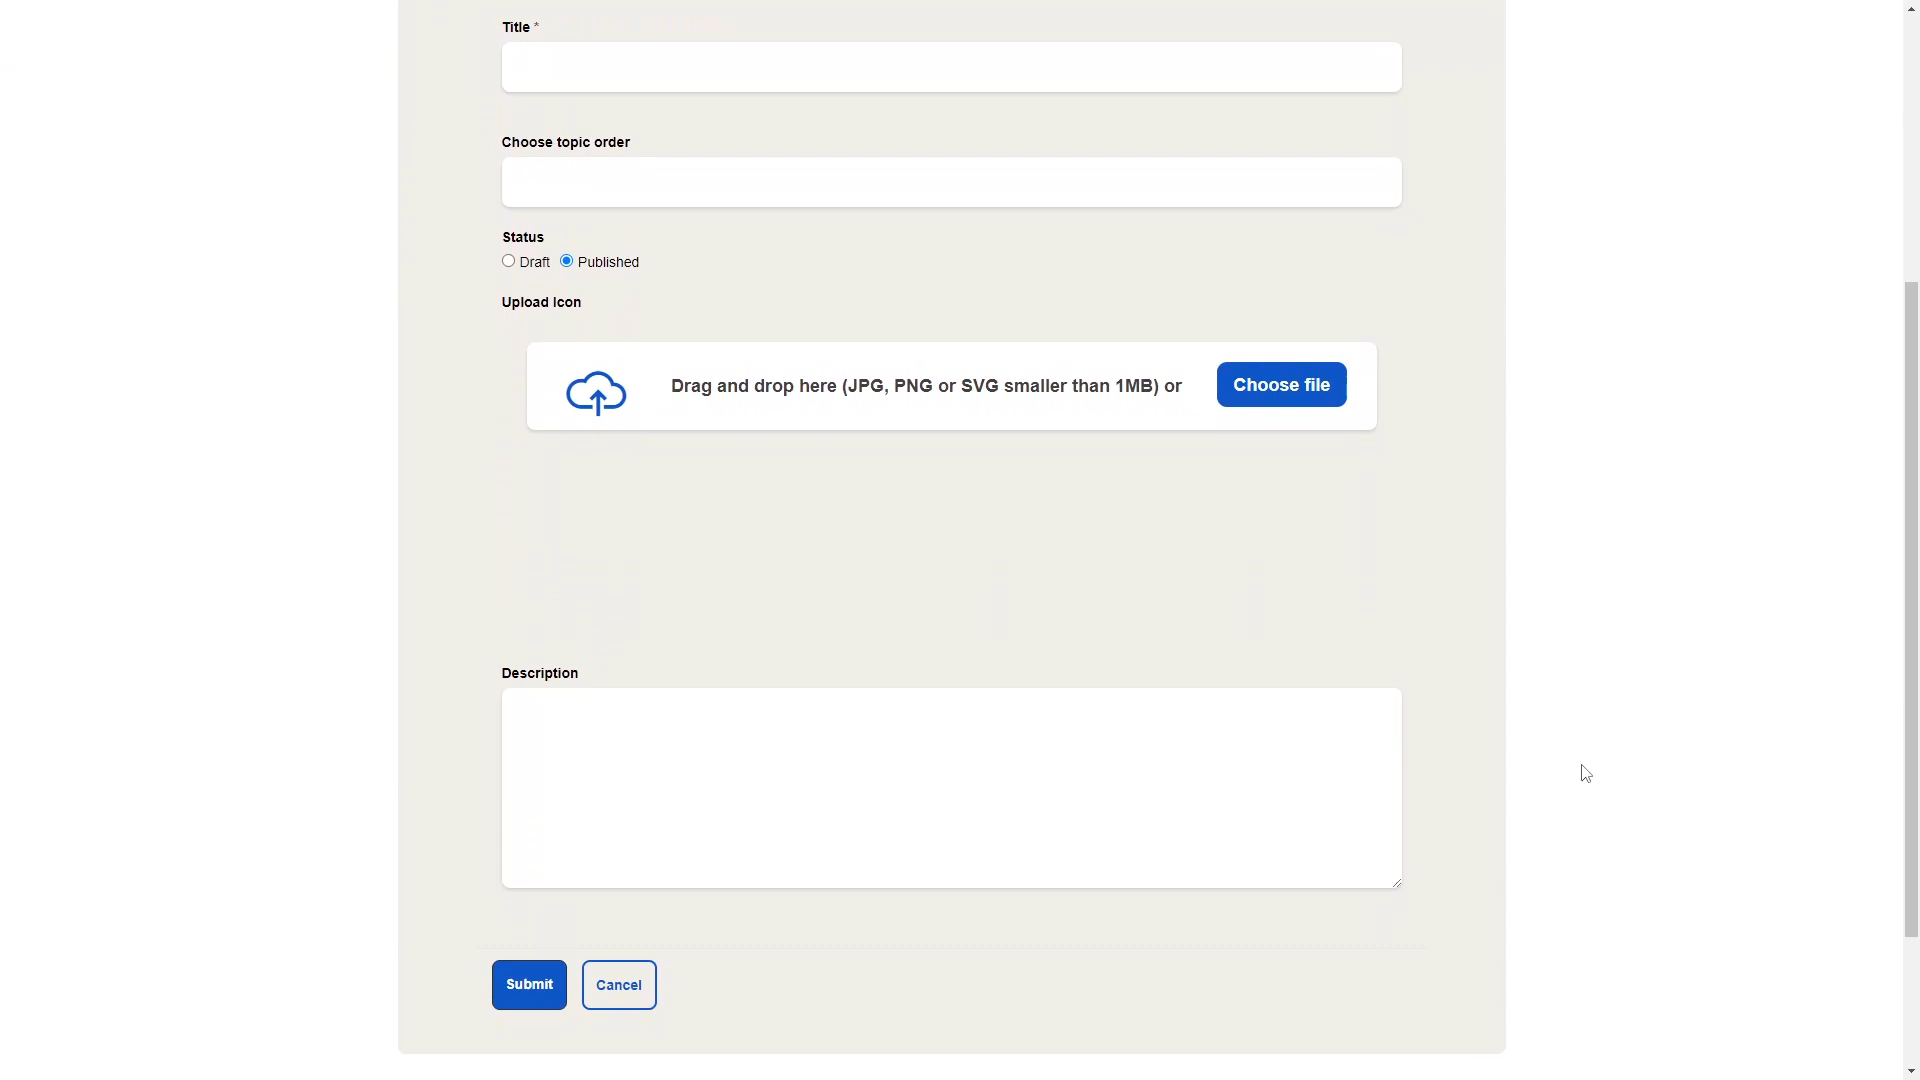 Title *
Choose topic order
Status
Draft Published
Upload Icon
Drag and drop here (JPG, PNG or SVG smaller than 1MB) or Choose file
Description
Submit Cancel